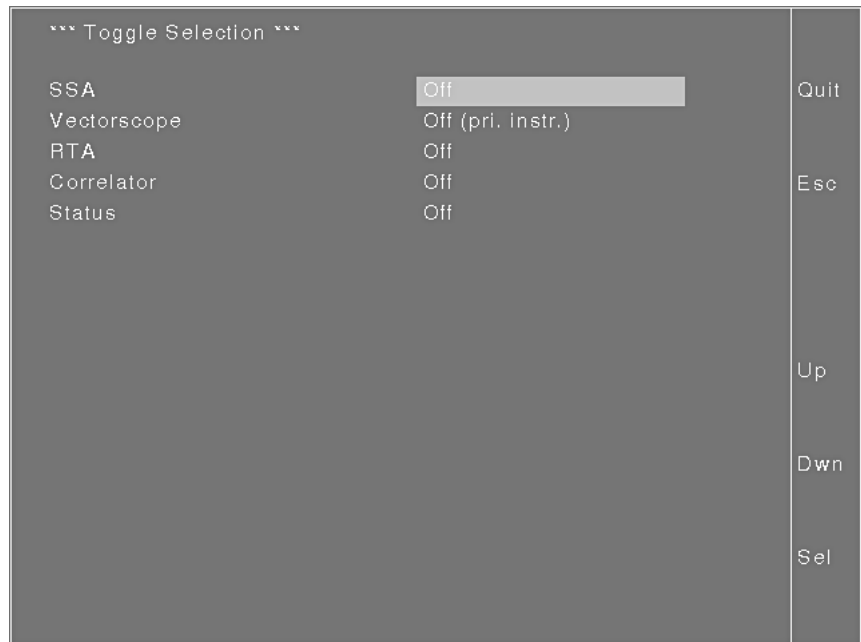 *** Toggle Selection ***
SSA Off
Vectorscope Off (pri. instr.)
RTA Off
Correlator Off
Status Off
Quit
Esc
Up
Dwn
Sel